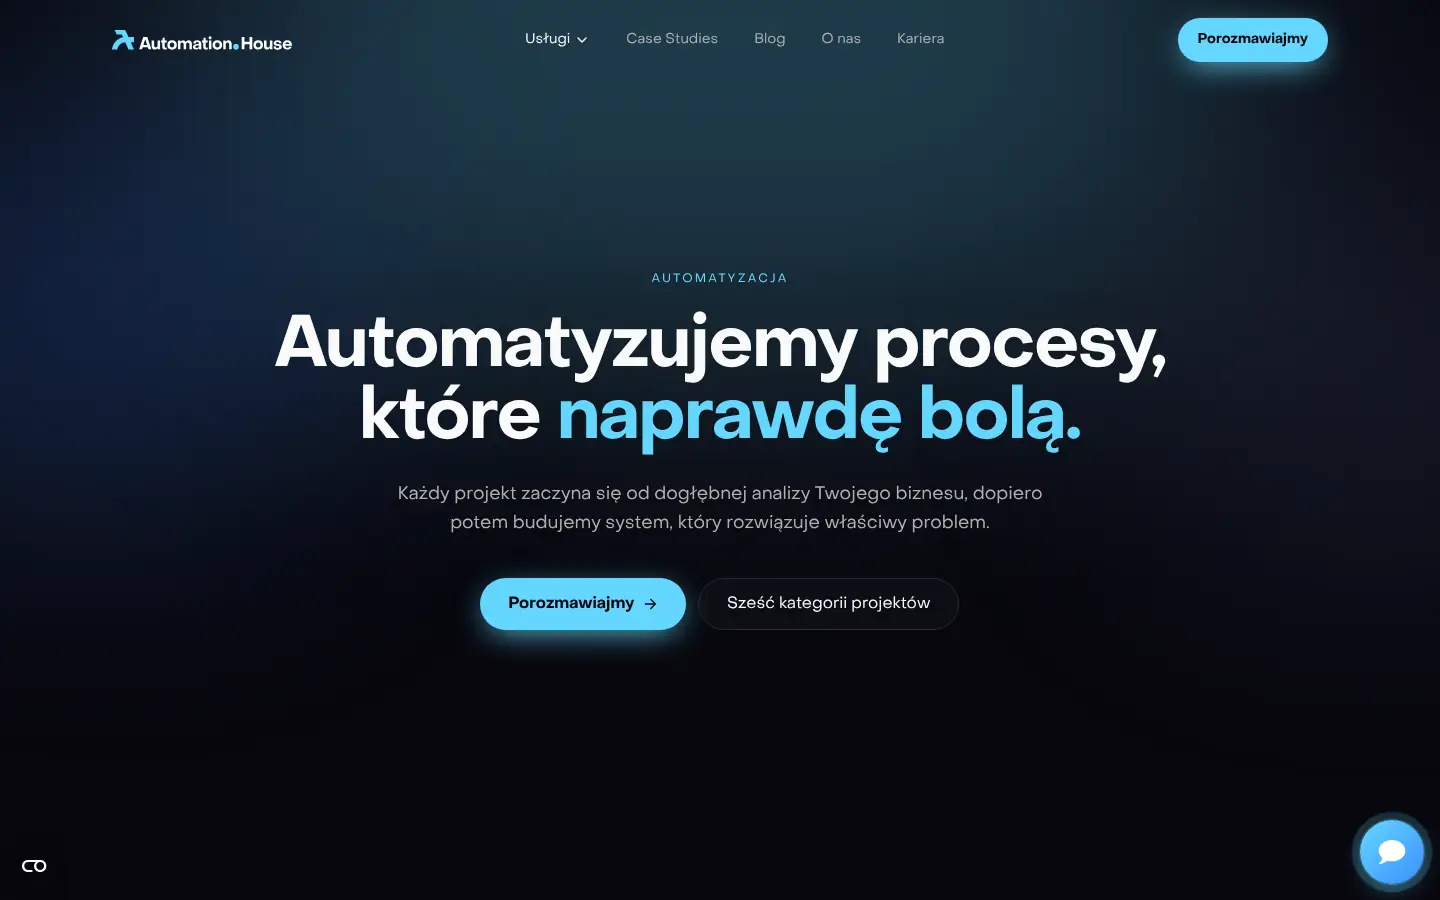 Automation.House
Usługi
Case Studies
Blog
O nas
Kariera
Porozmawiajmy
AUTOMATYZACJA
Automatyzujemy procesy,
które naprawdę bolą.
Każdy projekt zaczyna się od dogłębnej analizy Twojego biznesu, dopiero
potem budujemy system, który rozwiązuje właściwy problem.
Porozmawiajmy →
Sześć kategorii projektów